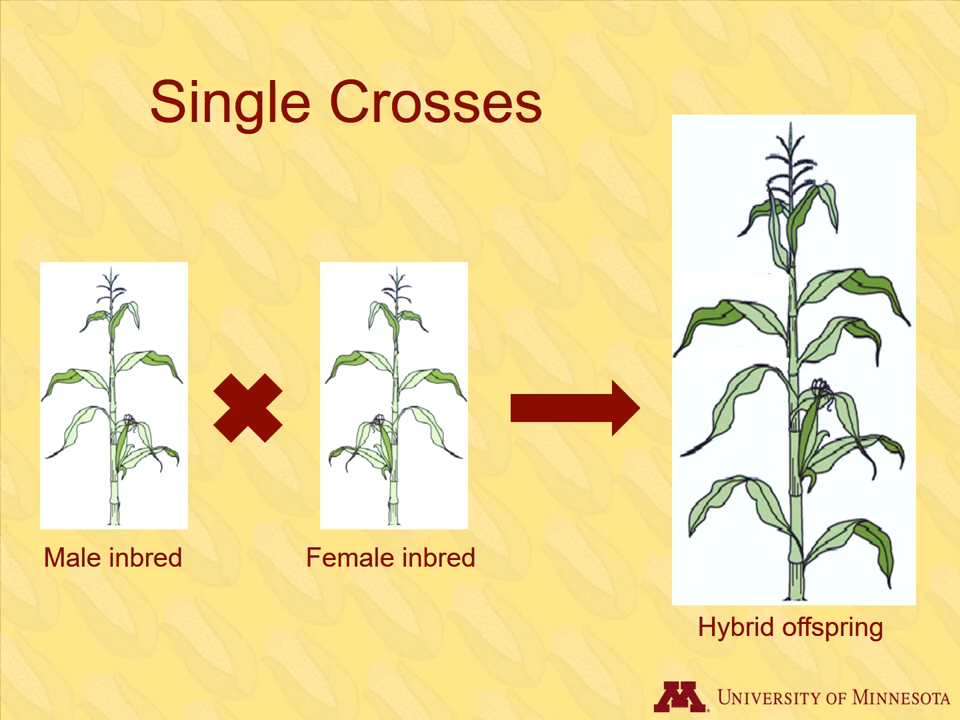 Single Crosses
Male inbred
Female inbred
Hybrid offspring
M
UNIVERSITY OF MINNESOTA